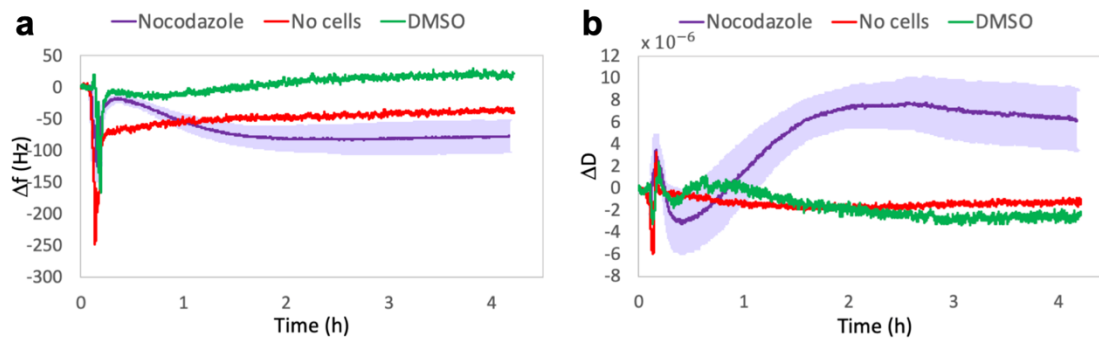 a
Nocodazole No cells DMSO
50
0
-50
-100
-150
-200
-250
-300
Δf (Hz)
0 1 2 3 4
Time (h)
b
Nocodazole No cells DMSO
x 10⁻⁶
12
10
8
6
4
2
0
-2
-4
-6
-8
ΔD
0 1 2 3 4
Time (h)